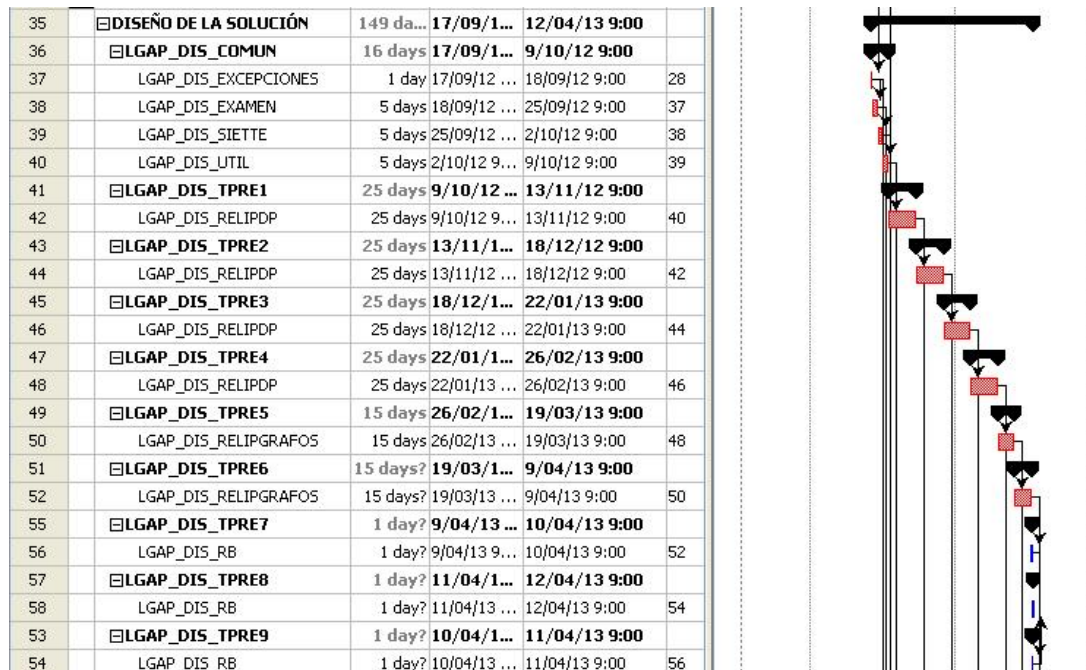 35 DISEÑO DE LA SOLUCIÓN 149 da... 17/09/1... 12/04/13 9:00
36 LGAP_DIS_COMUN 16 days 17/09/1... 9/10/12 9:00
37 LGAP_DIS_EXCEPCIONES 1 day 17/09/12 ... 18/09/12 9:00 28
38 LGAP_DIS_EXAMEN 5 days 18/09/12 ... 25/09/12 9:00 37
39 LGAP_DIS_SIETTE 5 days 25/09/12 ... 2/10/12 9:00 38
40 LGAP_DIS_UTIL 5 days 2/10/12 9... 9/10/12 9:00 39
41 LGAP_DIS_TPRE1 25 days 9/10/12 ... 13/11/12 9:00
42 LGAP_DIS_RELIPDP 25 days 9/10/12 9... 13/11/12 9:00 40
43 LGAP_DIS_TPRE2 25 days 13/11/1... 18/12/12 9:00
44 LGAP_DIS_RELIPDP 25 days 13/11/12 ... 18/12/12 9:00 42
45 LGAP_DIS_TPRE3 25 days 18/12/1... 22/01/13 9:00
46 LGAP_DIS_RELIPDP 25 days 18/12/12 ... 22/01/13 9:00 44
47 LGAP_DIS_TPRE4 25 days 22/01/1... 26/02/13 9:00
48 LGAP_DIS_RELIPDP 25 days 22/01/13 ... 26/02/13 9:00 46
49 LGAP_DIS_TPRE5 15 days 26/02/1... 19/03/13 9:00
50 LGAP_DIS_RELIPGRAFOS 15 days 26/02/13 ... 19/03/13 9:00 48
51 LGAP_DIS_TPRE6 15 days? 19/03/1... 9/04/13 9:00
52 LGAP_DIS_RELIPGRAFOS 15 days? 19/03/13 ... 9/04/13 9:00 50
55 LGAP_DIS_TPRE7 1 day? 9/04/13 ... 10/04/13 9:00
56 LGAP_DIS_RB 1 day? 9/04/13 9... 10/04/13 9:00 52
57 LGAP_DIS_TPRE8 1 day? 11/04/1... 12/04/13 9:00
58 LGAP_DIS_RB 1 day? 11/04/13 ... 12/04/13 9:00 54
53 LGAP_DIS_TPRE9 1 day? 10/04/1... 11/04/13 9:00
54 LGAP_DIS_RB 1 day? 10/04/13 ... 11/04/13 9:00 56